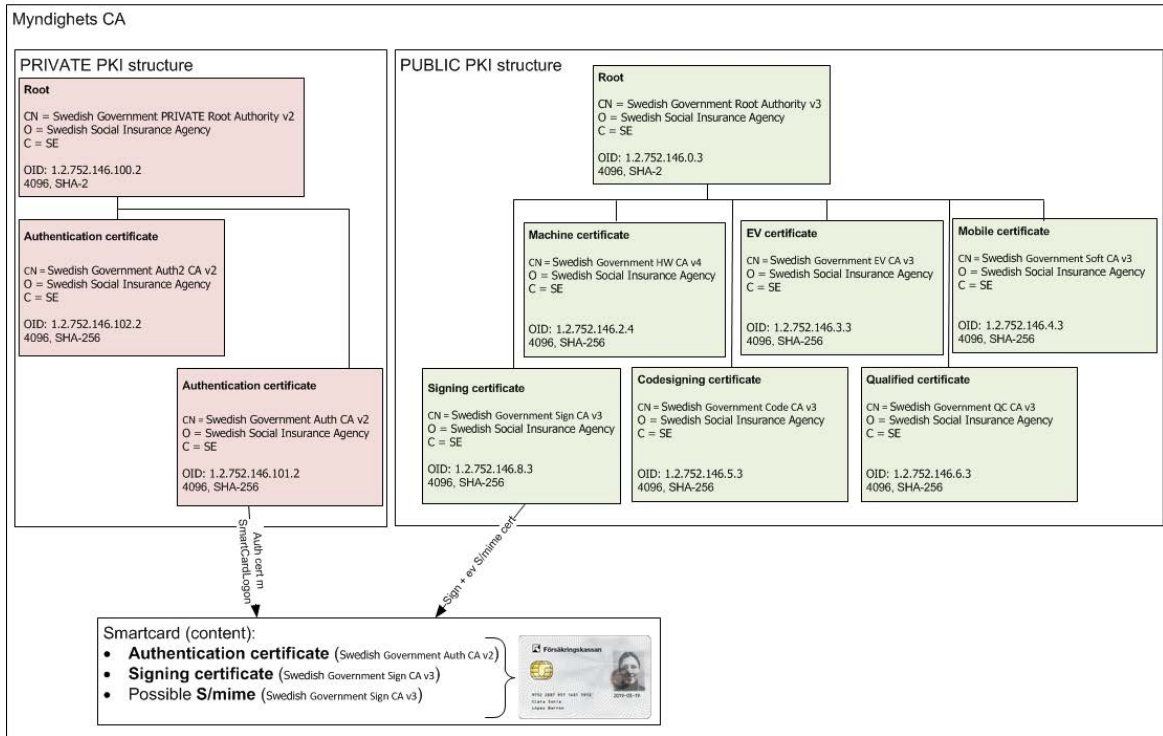 Myndighets CA
PRIVATE PKI structure
Root
CN = Swedish Government PRIVATE Root Authority v2
O = Swedish Social Insurance Agency
C = SE
OID: 1.2.752.146.100.2
4096, SHA-2
Authentication certificate
CN = Swedish Government Auth2 CA v2
O = Swedish Social Insurance Agency
C = SE
OID: 1.2.752.146.102.2
4096, SHA-256
Authentication certificate
CN = Swedish Government Auth CA v2
O = Swedish Social Insurance Agency
C = SE
OID: 1.2.752.146.101.2
4096, SHA-256
PUBLIC PKI structure
Root
CN = Swedish Government Root Authority v3
O = Swedish Social Insurance Agency
C = SE
OID: 1.2.752.146.0.3
4096, SHA-2
Machine certificate
CN = Swedish Government HW CA v4
O = Swedish Social Insurance Agency
C = SE
OID: 1.2.752.146.2.4
4096, SHA-256
EV certificate
CN = Swedish Government EV CA v3
O = Swedish Social Insurance Agency
C = SE
OID: 1.2.752.146.3.3
4096, SHA-256
Mobile certificate
CN = Swedish Government Soft CA v3
O = Swedish Social Insurance Agency
C = SE
OID: 1.2.752.146.4.3
4096, SHA-256
Signing certificate
CN = Swedish Government Sign CA v3
O = Swedish Social Insurance Agency
C = SE
OID: 1.2.752.146.8.3
4096, SHA-256
Codesigning certificate
CN = Swedish Government Code CA v3
O = Swedish Social Insurance Agency
C = SE
OID: 1.2.752.146.5.3
4096, SHA-256
Qualified certificate
CN = Swedish Government QC CA v3
O = Swedish Social Insurance Agency
C = SE
OID: 1.2.752.146.6.3
4096, SHA-256
Auth cert m
SmartCardLogon
Sign + ev S/mime cert
Smartcard (content):
• Authentication certificate (Swedish Government Auth CA v2)
• Signing certificate (Swedish Government Sign CA v3)
• Possible S/mime (Swedish Government Sign CA v3)
Försäkringskassan